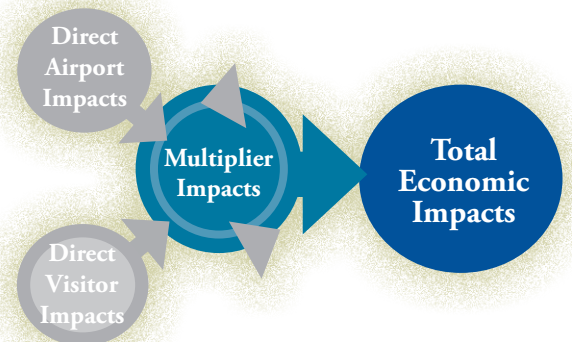 Direct
Airport
Impacts
Multiplier
Impacts
Total
Economic
Impacts
Direct
Visitor
Impacts